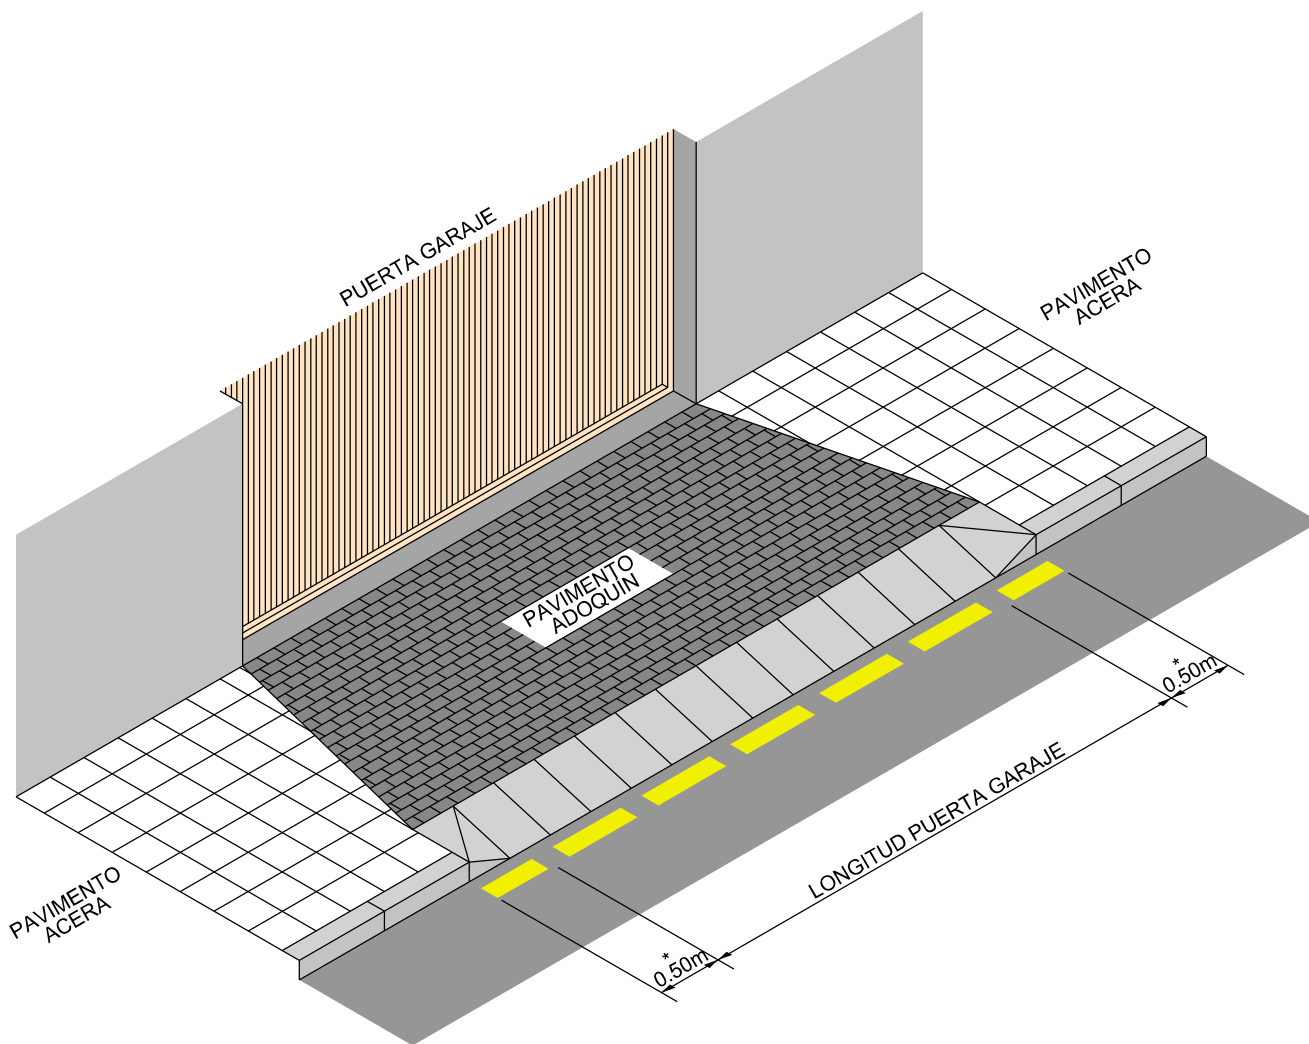 PUERTA GARAJE
PAVIMENTO
ACERA
PAVIMENTO
ADOQUIN
*
0.50m
LONGITUD PUERTA GARAJE
PAVIMENTO
ACERA
*
0.50m